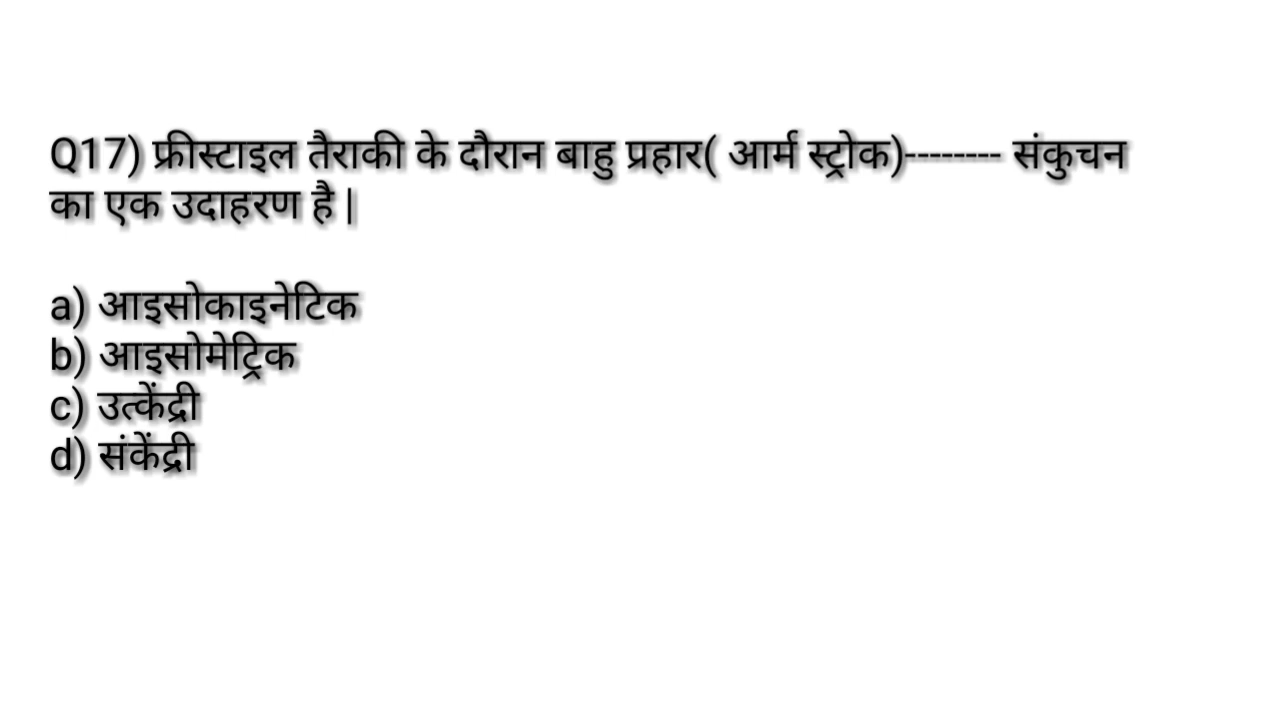 Q17) फ्रीस्टाइल तैराकी के दौरान बाहु प्रहार( आर्म स्ट्रोक)-------- संकुचन
का एक उदाहरण है |
a) आइसोकाइनेटिक
b) आइसोमेट्रिक
c) उत्केंद्री
d) संकेंद्री